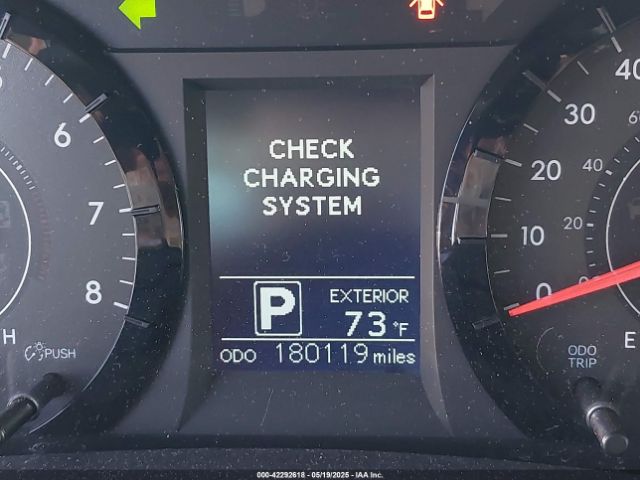 40
5
6
7
8
H
PUSH
CHECK
CHARGING
SYSTEM
P
EXTERIOR
73 °F
ODO 180119 miles
30
20
10
0
40
20
E
ODO
TRIP
000-42292618 - 05/19/2025 - IAA Inc.